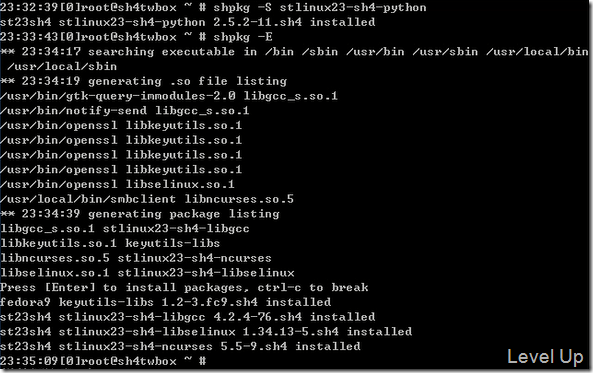 23:32:39[0]root@sh4twbox ~ # shpkg -S stlinux23-sh4-python
st23sh4 stlinux23-sh4-python 2.5.2-11.sh4 installed
23:33:43[0]root@sh4twbox ~ # shpkg -E
** 23:34:17 searching executable in /bin /sbin /usr/bin /usr/sbin /usr/local/bin
 /usr/local/sbin
** 23:34:19 generating .so file listing
/usr/bin/gtk-query-immodules-2.0 libgcc_s.so.1
/usr/bin/notify-send libgcc_s.so.1
/usr/bin/openssl libkeyutils.so.1
/usr/bin/openssl libkeyutils.so.1
/usr/bin/openssl libkeyutils.so.1
/usr/bin/openssl libkeyutils.so.1
/usr/bin/openssl libselinux.so.1
/usr/local/bin/smbclient libncurses.so.5
** 23:34:39 generating package listing
libgcc_s.so.1 stlinux23-sh4-libgcc
libkeyutils.so.1 keyutils-libs
libncurses.so.5 stlinux23-sh4-ncurses
libselinux.so.1 stlinux23-sh4-libselinux
Press [Enter] to install packages, ctrl-c to break
fedora9 keyutils-libs 1.2-3.fc9.sh4 installed
st23sh4 stlinux23-sh4-libgcc 4.2.4-76.sh4 installed
st23sh4 stlinux23-sh4-libselinux 1.34.13-5.sh4 installed
st23sh4 stlinux23-sh4-ncurses 5.5-9.sh4 installed
23:35:09[0]root@sh4twbox ~ #
Level Up